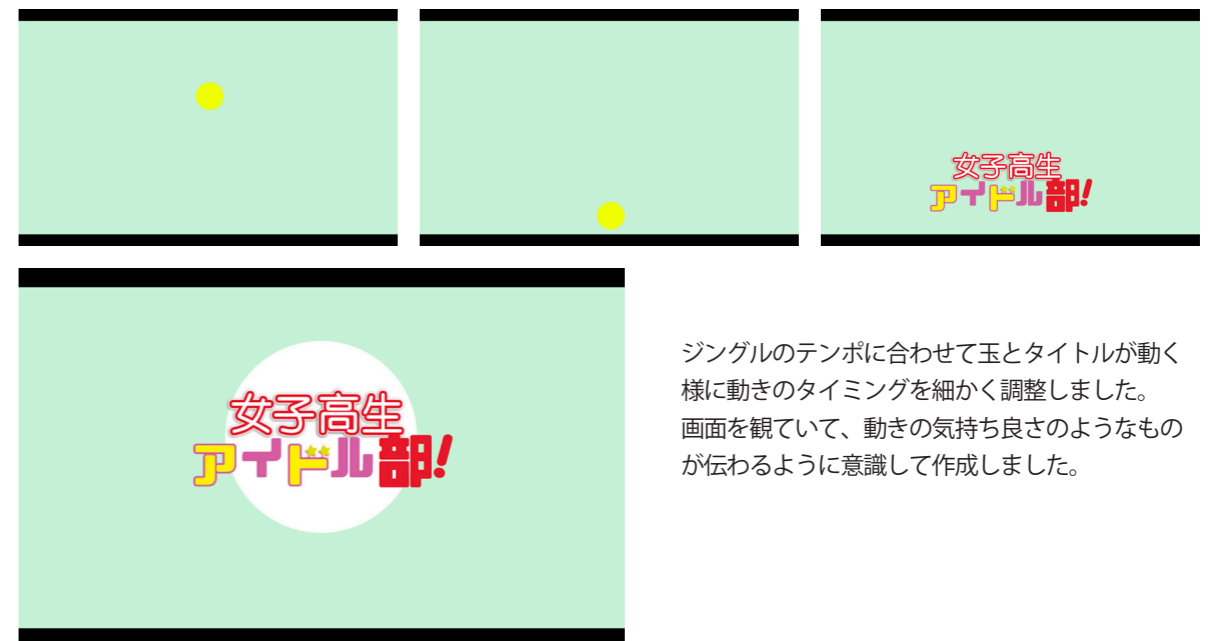 女子高生
アイドル部!
女子高生
アイドル部!
ジングルのテンポに合わせて玉とタイトルが動く
様に動きのタイミングを細かく調整しました。
画面を観ていて、動きの気持ち良さのようなもの
が伝わるように意識して作成しました。